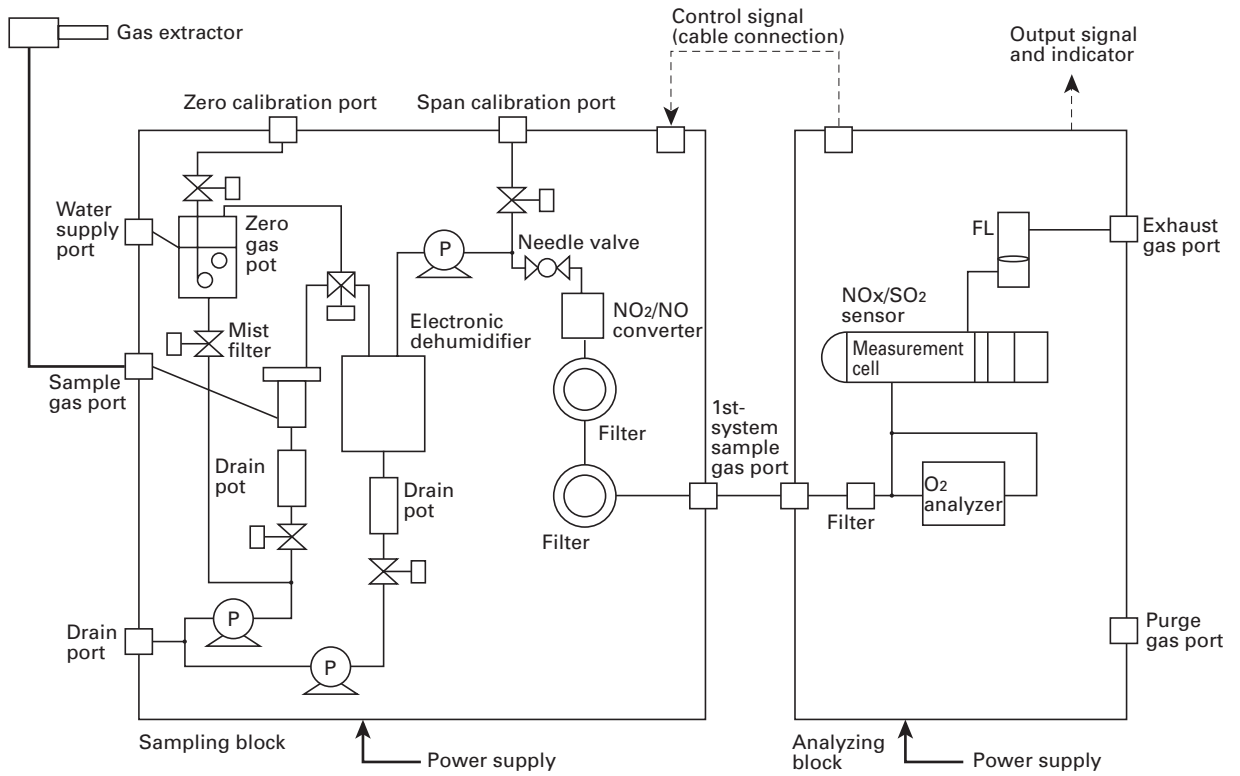 Gas extractor
Control signal
(cable connection)
Output signal
and indicator
Zero calibration port
Span calibration port
Water
supply
port
Zero
gas
pot
P
Needle valve
FL
Exhaust
gas port
NOx/SO2
sensor
NO2/NO
converter
Mist
filter
Electronic
dehumidifier
Measurement
cell
Sample
gas port
Filter
1st-
system
sample
gas port
Drain
pot
Drain
pot
O2
analyzer
Filter
Filter
P
Drain
port
P
Purge
gas port
Sampling block
Power supply
Analyzing
block
Power supply